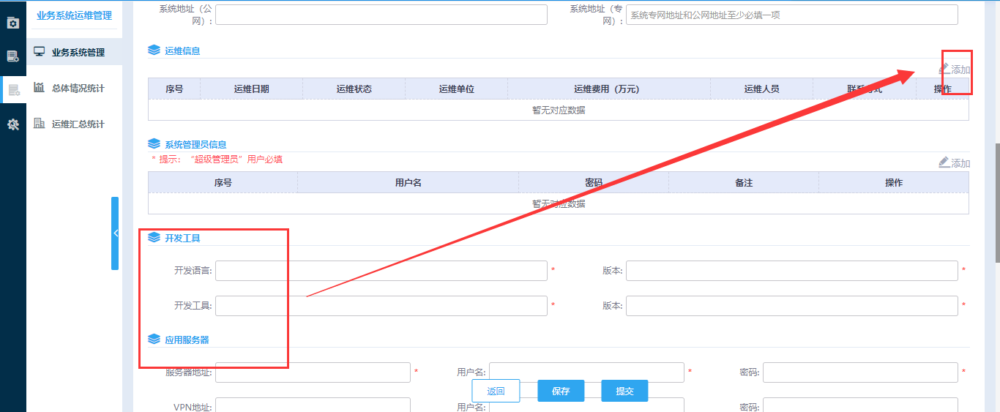 业务系统运维管理
业务系统管理
总体情况统计
运维汇总统计
系统地址（公
网）:
系统地址（专
网）:
系统专网地址和公网地址至少必填一项
运维信息
添加
序号 运维日期 运维状态 运维单位 运维费用（万元） 运维人员 联系方式 操作
暂无对应数据
系统管理员信息
* 提示: “超级管理员”用户必填
添加
序号 用户名 密码 备注 操作
暂无对应数据
开发工具
开发语言: * 版本: *
开发工具: * 版本: *
应用服务器
服务器地址: * 用户名: * 密码: *
返回 保存 提交
VPN地址: 用户名: 密码: